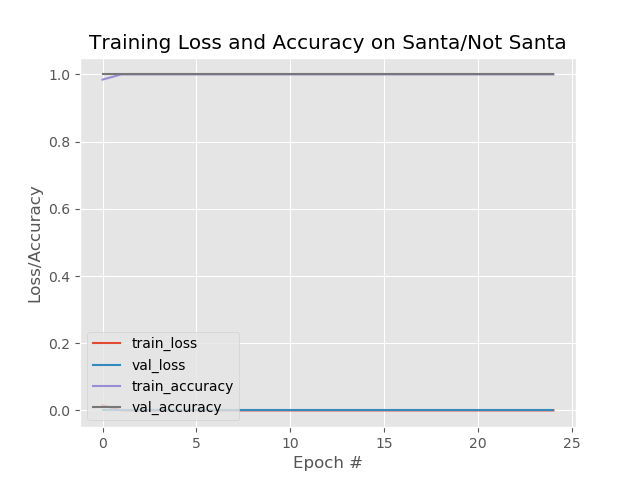 Training Loss and Accuracy on Santa/Not Santa
1.0
0.8
0.6
0.4
0.2
0.0
Loss/Accuracy
train_loss
val_loss
train_accuracy
val_accuracy
0 5 10 15 20 25
Epoch #